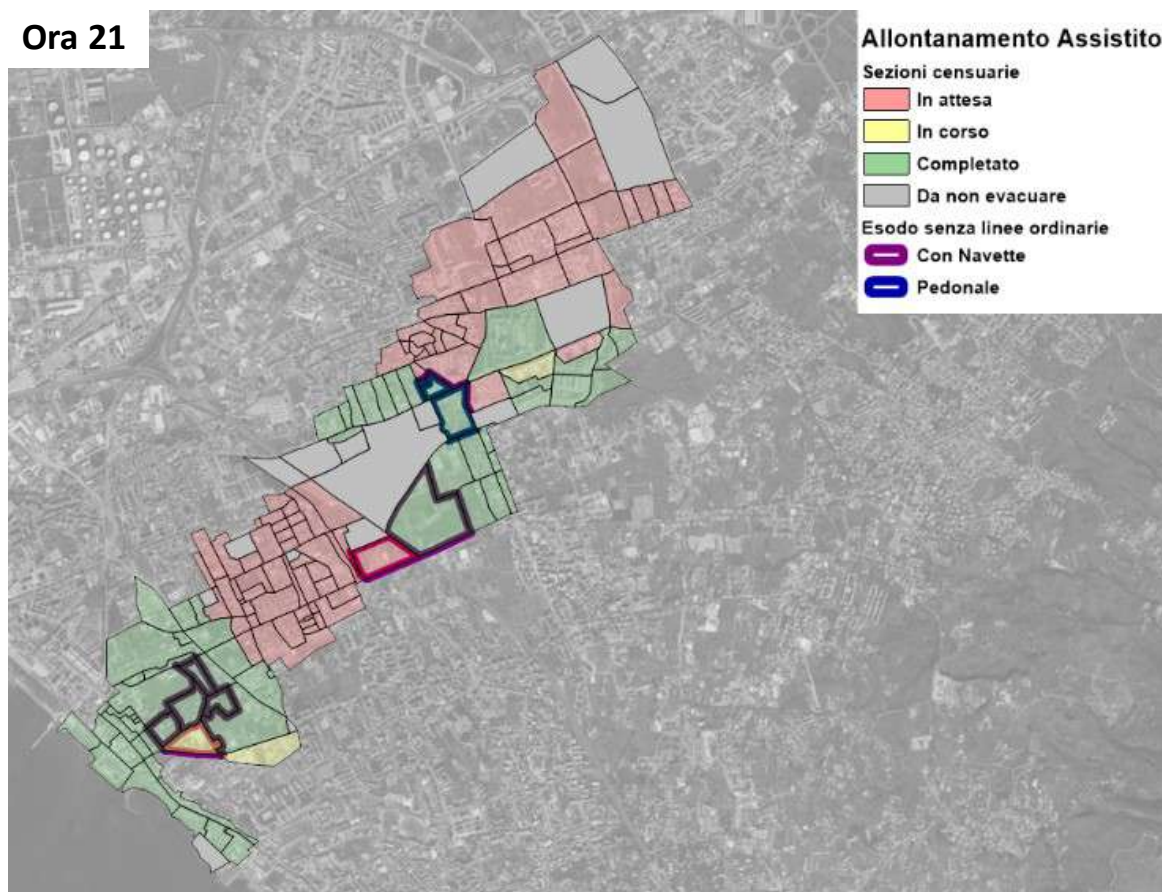 Ora 21
Allontanamento Assistito
Sezioni censuarie
In attesa
In corso
Completato
Da non evacuare
Esodo senza linee ordinarie
Con Navette
Pedonale